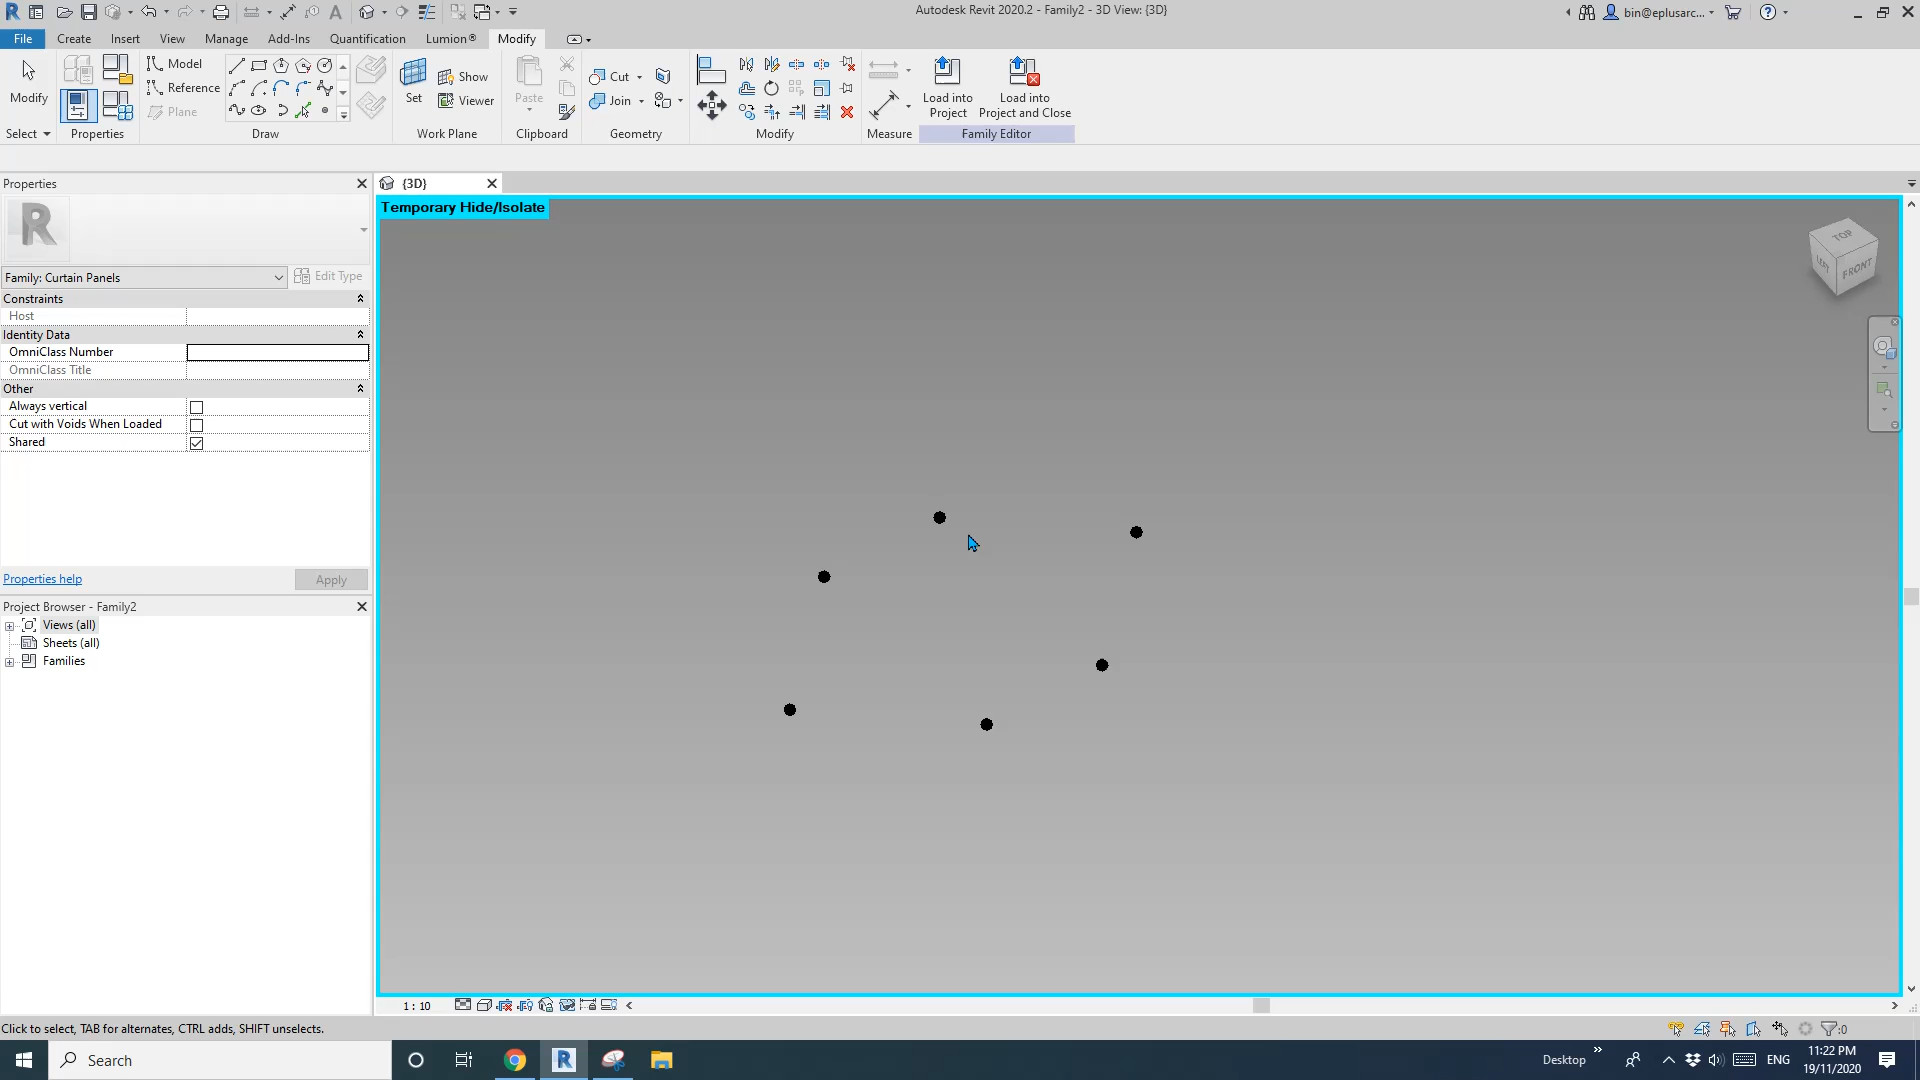 Autodesk Revit 2020.2 - Family2 - 3D View: {3D}
bin@eplusarc...
File
Create
Insert
View
Manage
Add-Ins
Quantification
Lumion®
Modify
Modify
Select
Properties
Model
Reference
Plane
Draw
Set
Show
Viewer
Work Plane
Paste
Clipboard
Cut
Join
Geometry
Modify
Measure
Load into
Project
Load into
Project and Close
Family Editor
Properties
{3D}
Temporary Hide/Isolate
TOP
LEFT
FRONT
Family: Curtain Panels
Edit Type
Constraints
Host
Identity Data
OmniClass Number
OmniClass Title
Other
Always vertical
Cut with Voids When Loaded
Shared
Properties help
Apply
Project Browser - Family2
Views (all)
Sheets (all)
Families
1 : 10
Click to select, TAB for alternates, CTRL adds, SHIFT unselects.
:0
Search
Desktop
ENG
11:22 PM
19/11/2020